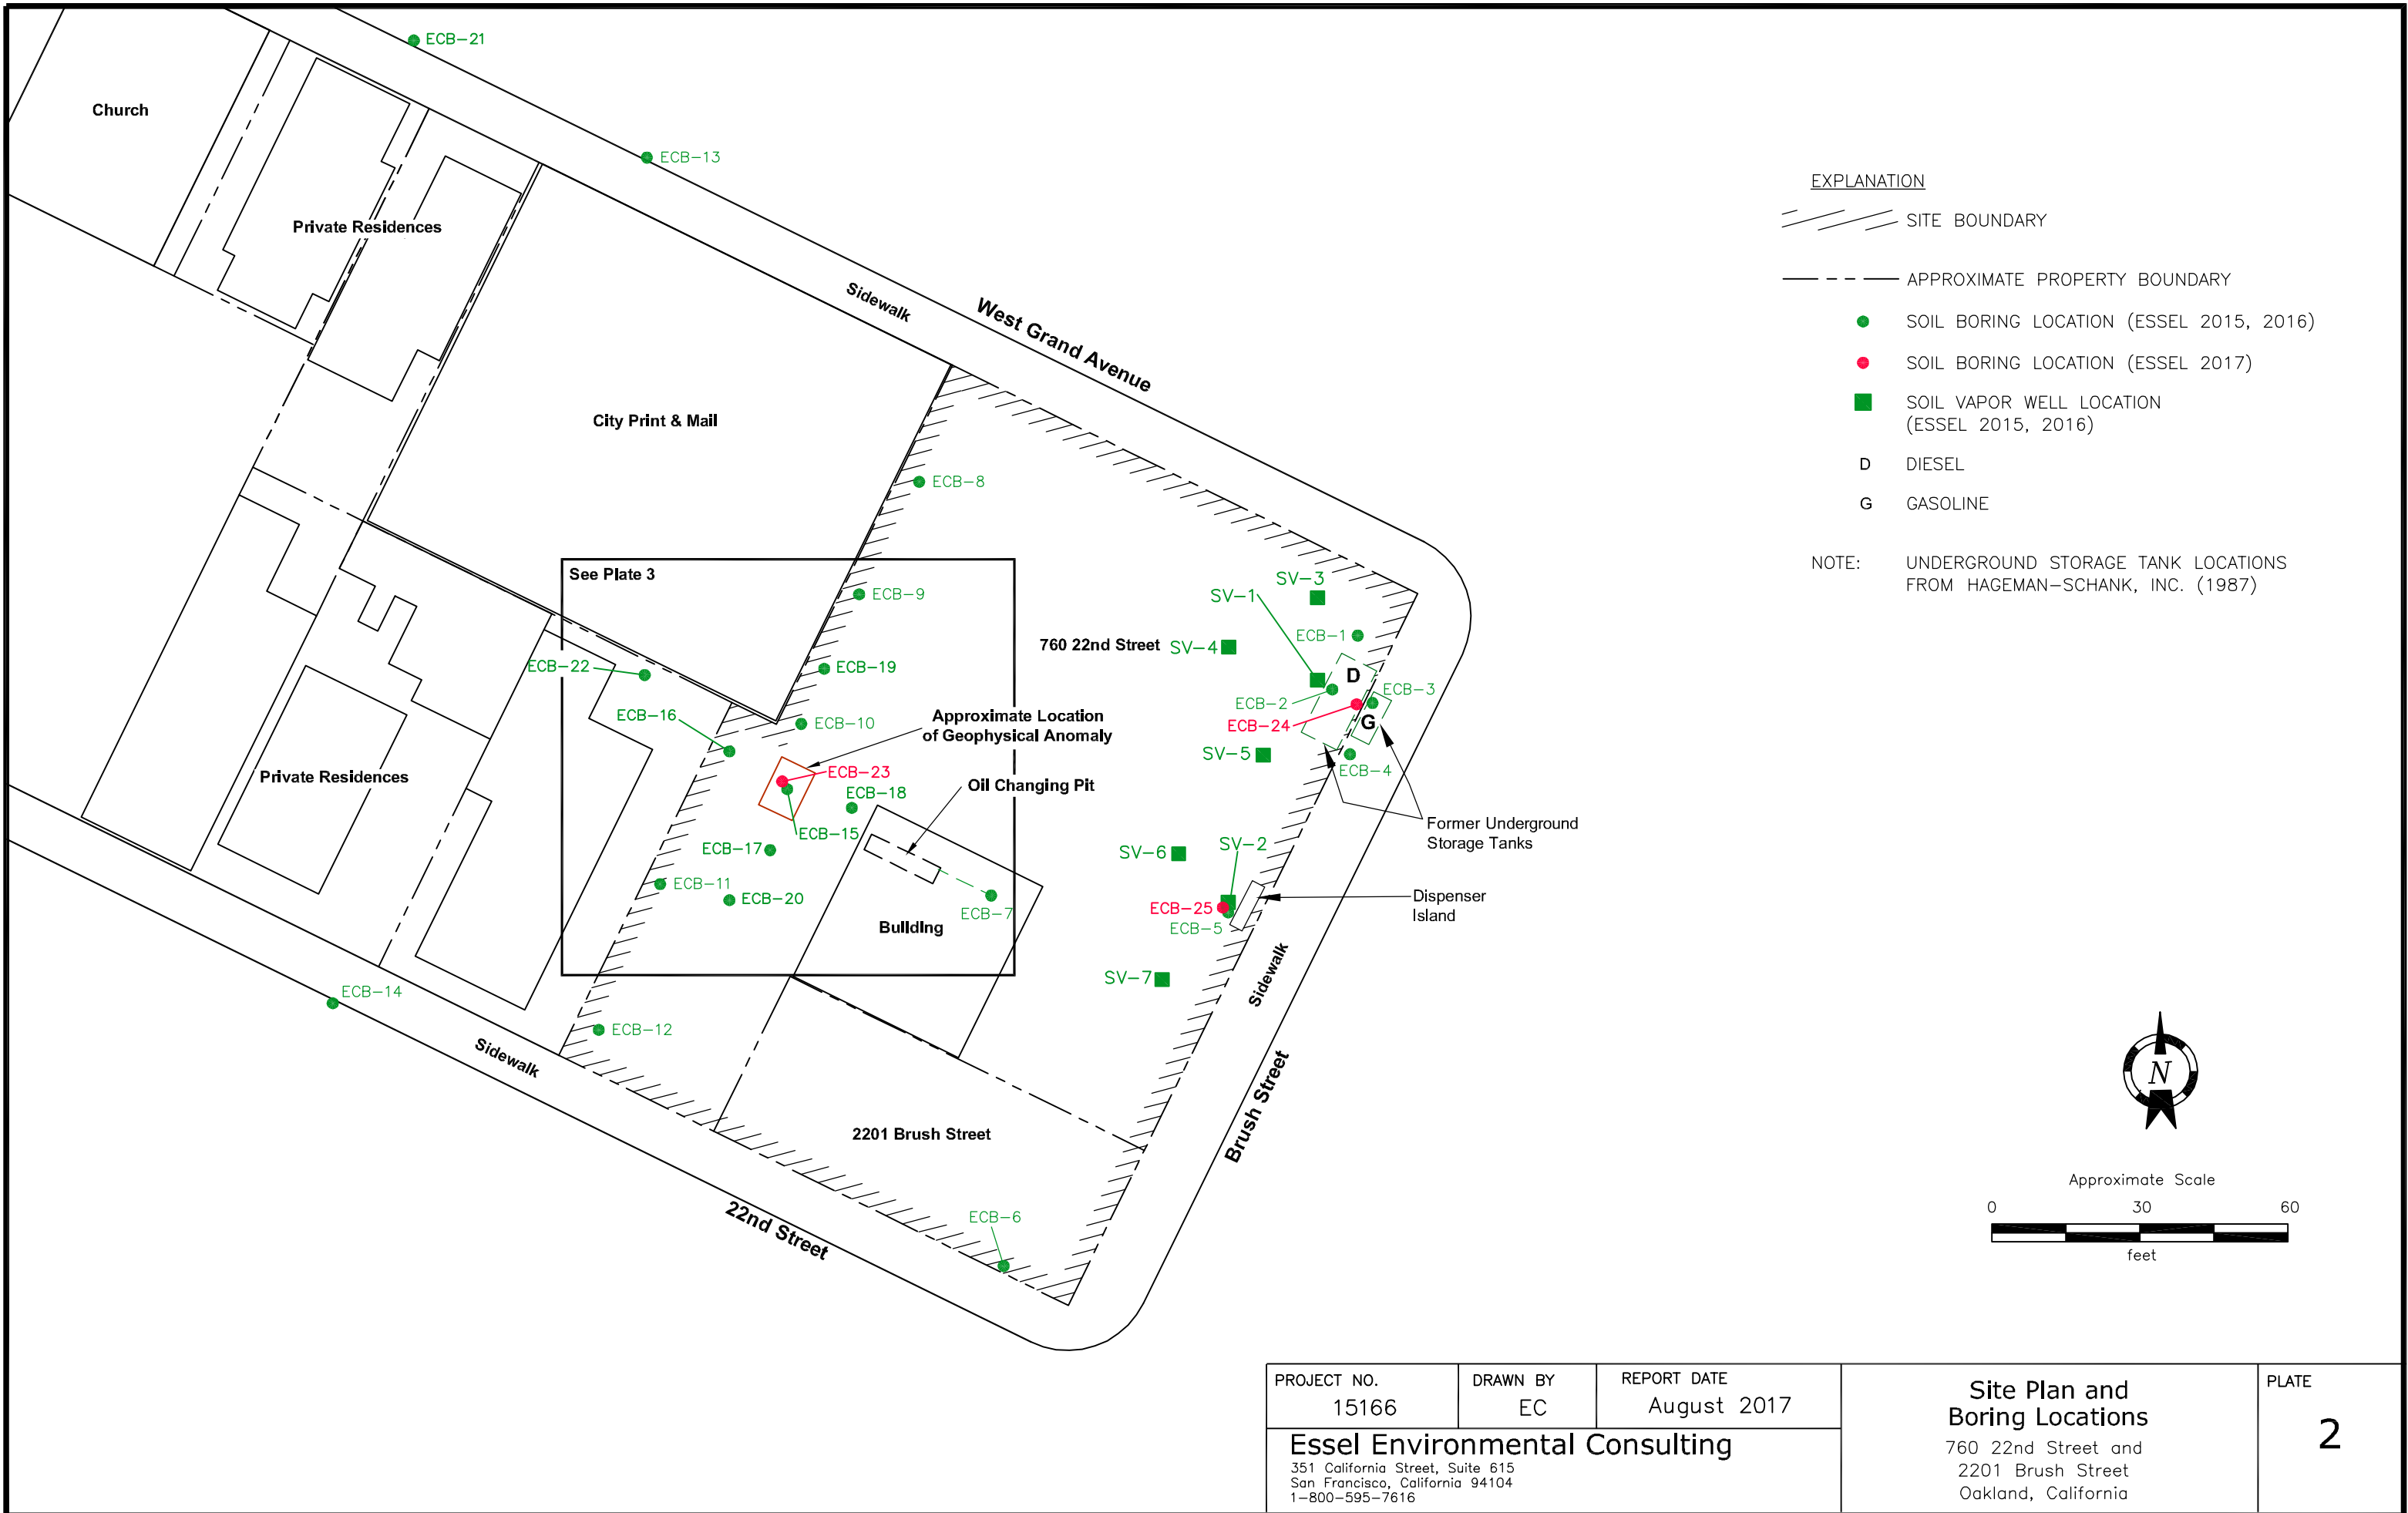 ECB-21
Church
ECB-13
Private Residences
Sidewalk
West Grand Avenue
City Print & Mail
ECB-8
See Plate 3
ECB-9
SV-3
SV-1
ECB-1
760 22nd Street
SV-4
ECB-22
ECB-19
D
ECB-2
ECB-3
ECB-16
ECB-10
Approximate Location
of Geophysical Anomaly
ECB-24
G
SV-5
ECB-4
Private Residences
ECB-23
Oil Changing Pit
ECB-18
ECB-15
Former Underground
Storage Tanks
ECB-17
SV-6
SV-2
ECB-11
ECB-20
ECB-7
Building
ECB-25
ECB-5
Dispenser
Island
SV-7
Sidewalk
ECB-14
ECB-12
Sidewalk
Brush Street
2201 Brush Street
22nd Street
ECB-6
EXPLANATION
SITE BOUNDARY
APPROXIMATE PROPERTY BOUNDARY
SOIL BORING LOCATION (ESSEL 2015, 2016)
SOIL BORING LOCATION (ESSEL 2017)
SOIL VAPOR WELL LOCATION
(ESSEL 2015, 2016)
D DIESEL
G GASOLINE
NOTE: UNDERGROUND STORAGE TANK LOCATIONS
FROM HAGEMAN-SCHANK, INC. (1987)
N
Approximate Scale
0 30 60
feet
PROJECT NO.
15166
DRAWN BY
EC
REPORT DATE
August 2017
Essel Environmental Consulting
351 California Street, Suite 615
San Francisco, California 94104
1-800-595-7616
Site Plan and
Boring Locations
760 22nd Street and
2201 Brush Street
Oakland, California
PLATE
2